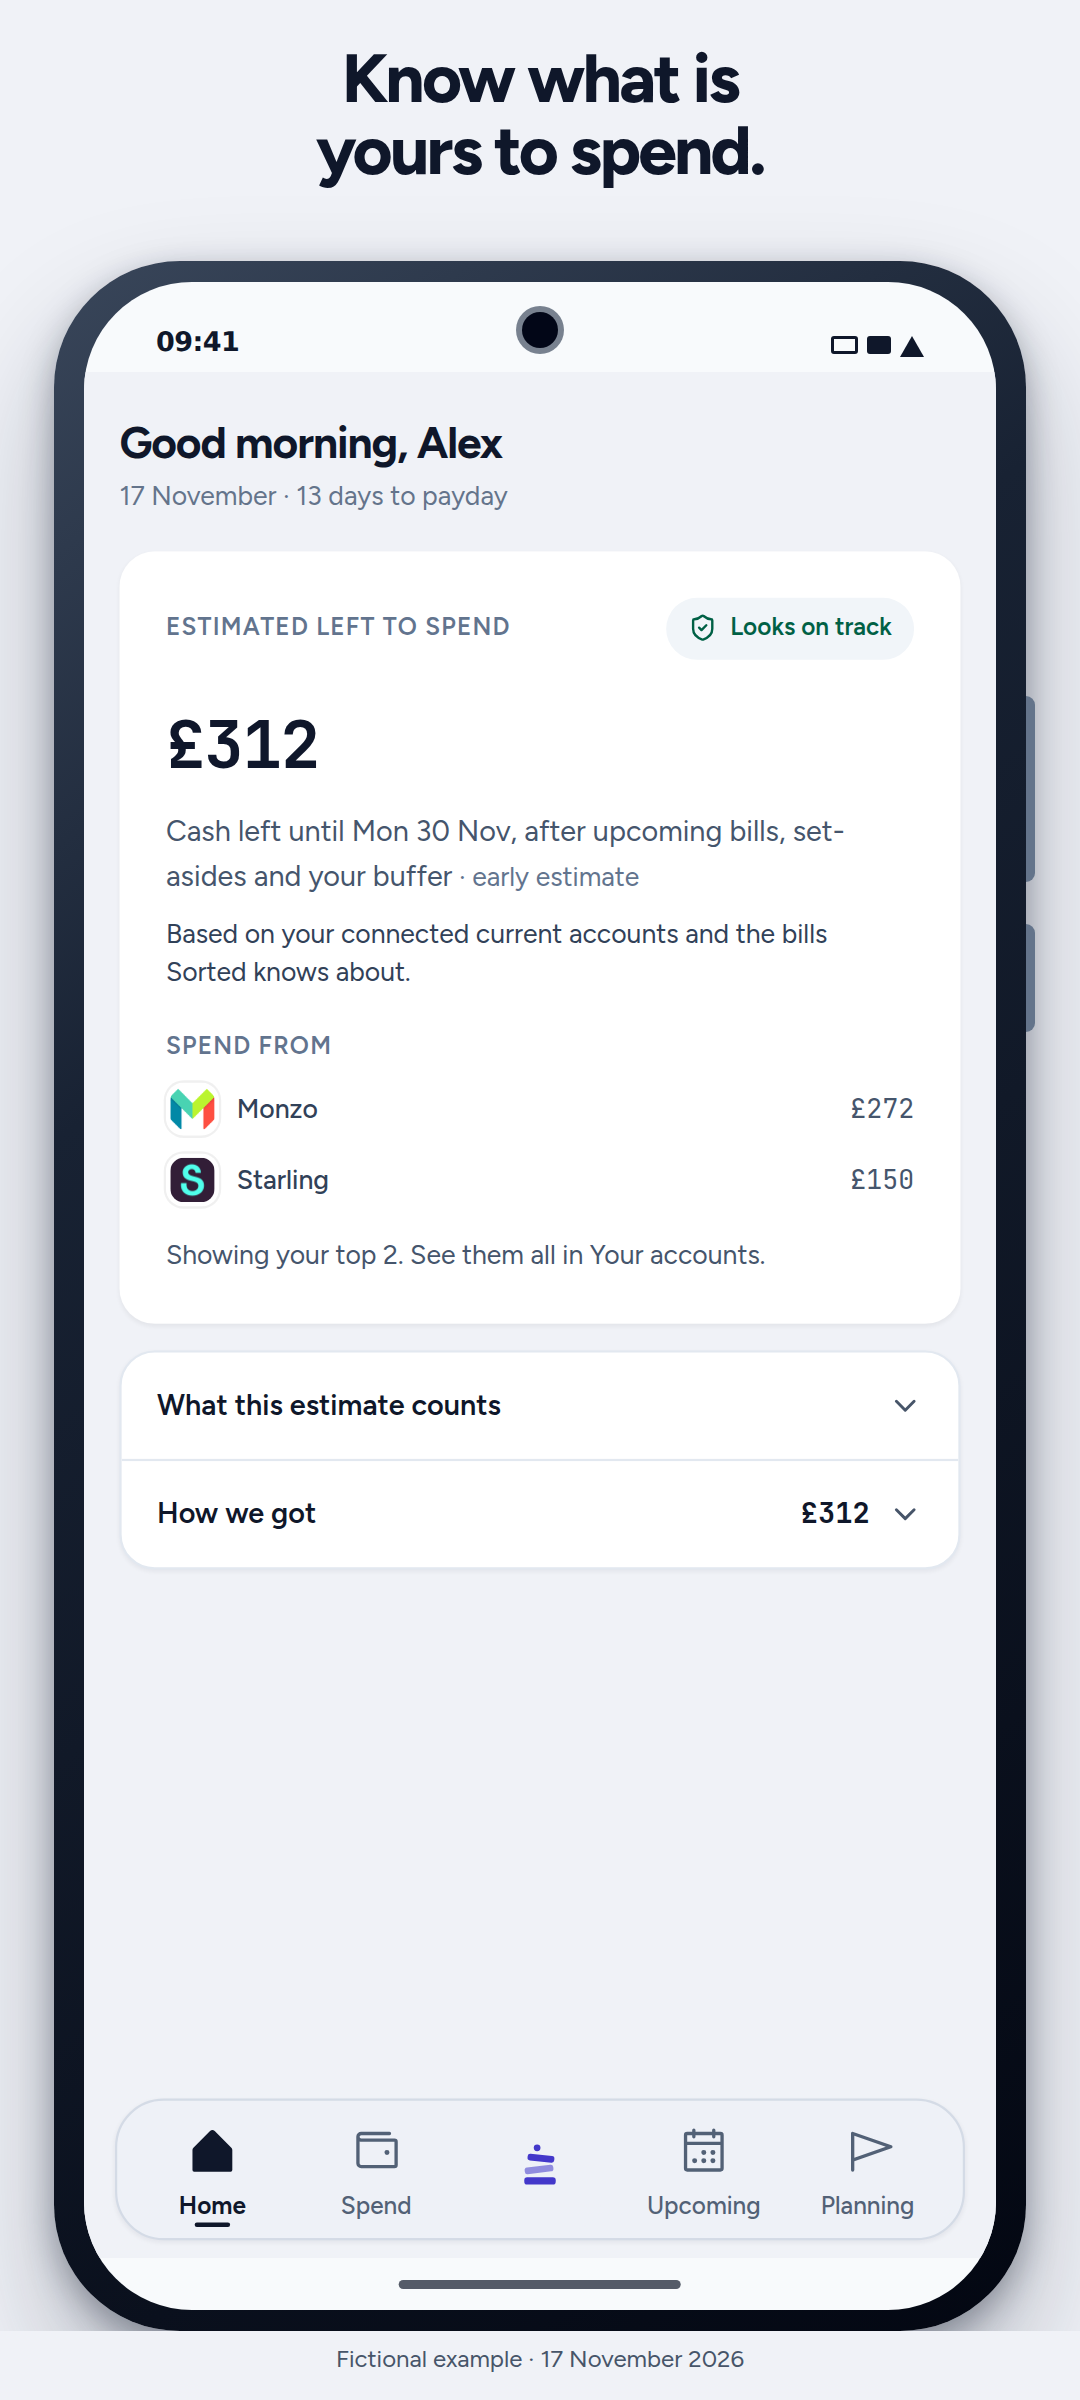 Know what is
yours to spend.
09:41
Good morning, Alex
17 November · 13 days to payday
ESTIMATED LEFT TO SPEND
Looks on track
£312
Cash left until Mon 30 Nov, after upcoming bills, set-
asides and your buffer · early estimate
Based on your connected current accounts and the bills
Sorted knows about.
SPEND FROM
Monzo £272
Starling £150
Showing your top 2. See them all in Your accounts.
What this estimate counts
How we got £312
Home Spend Upcoming Planning
Fictional example · 17 November 2026